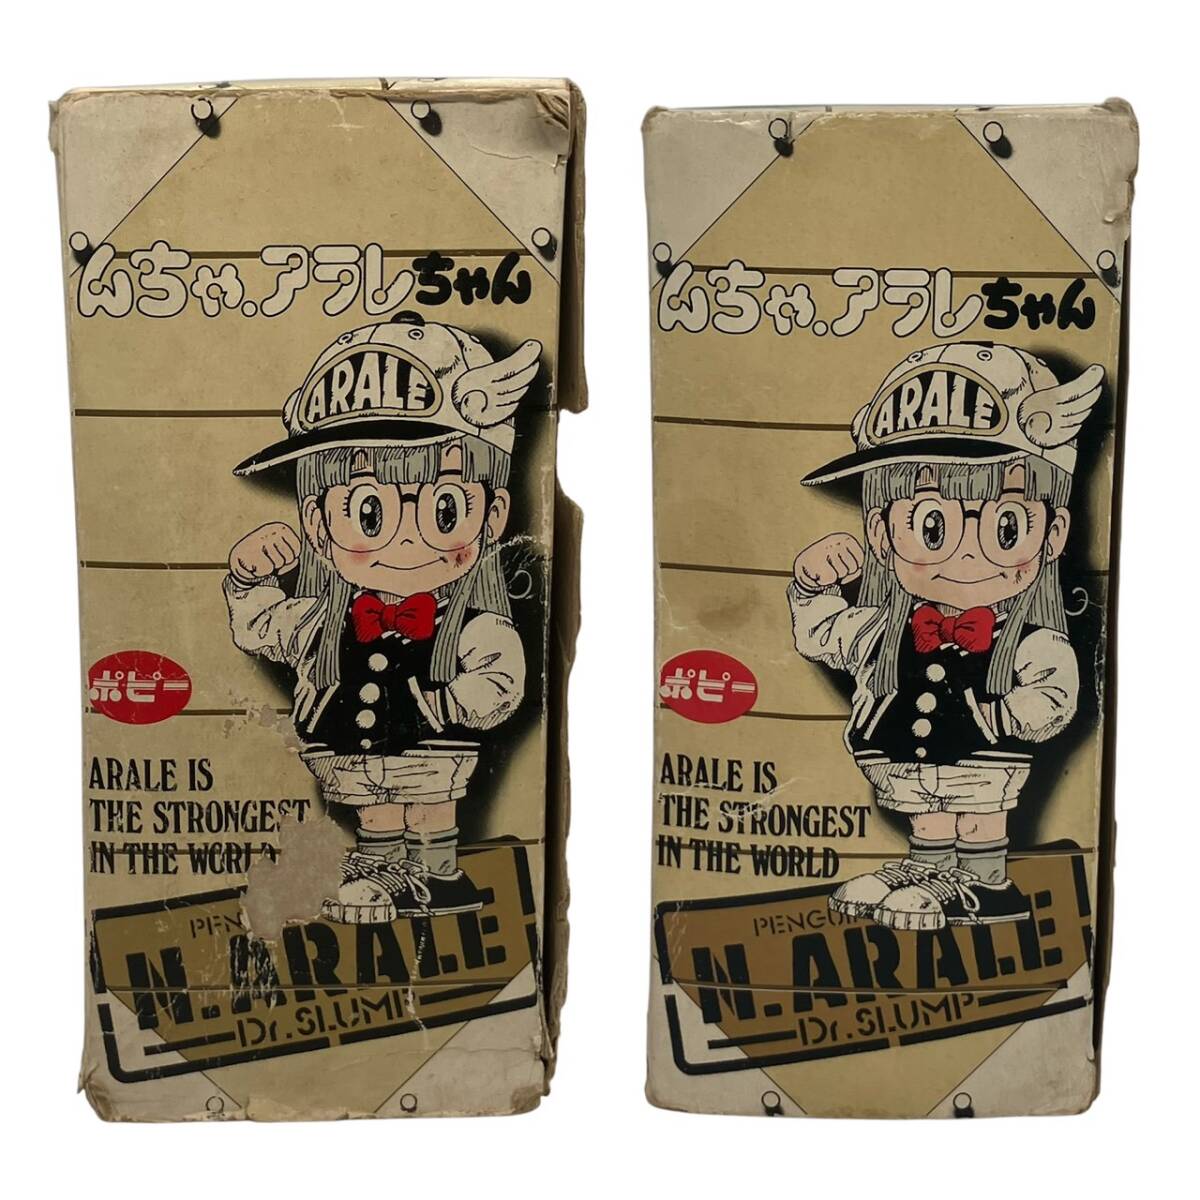 んちゃ.アラレちゃん
ARALE
ポピー
ARALE IS
THE STRONGEST
IN THE WORLD
PEN
N.ARALE
Dr.SLUMP
んちゃ.アラレちゃん
ARALE
ポピー
ARALE IS
THE STRONGEST
IN THE WORLD
PENGUI
N.ARALE
Dr.SLUMP